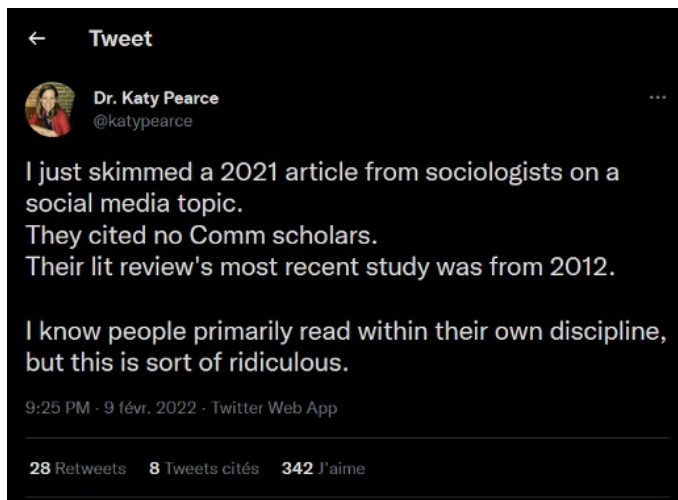 ← Tweet
Dr. Katy Pearce
@katypearce
I just skimmed a 2021 article from sociologists on a
social media topic.
They cited no Comm scholars.
Their lit review's most recent study was from 2012.
I know people primarily read within their own discipline,
but this is sort of ridiculous.
9:25 PM · 9 févr. 2022 · Twitter Web App
28 Retweets 8 Tweets cités 342 J'aime